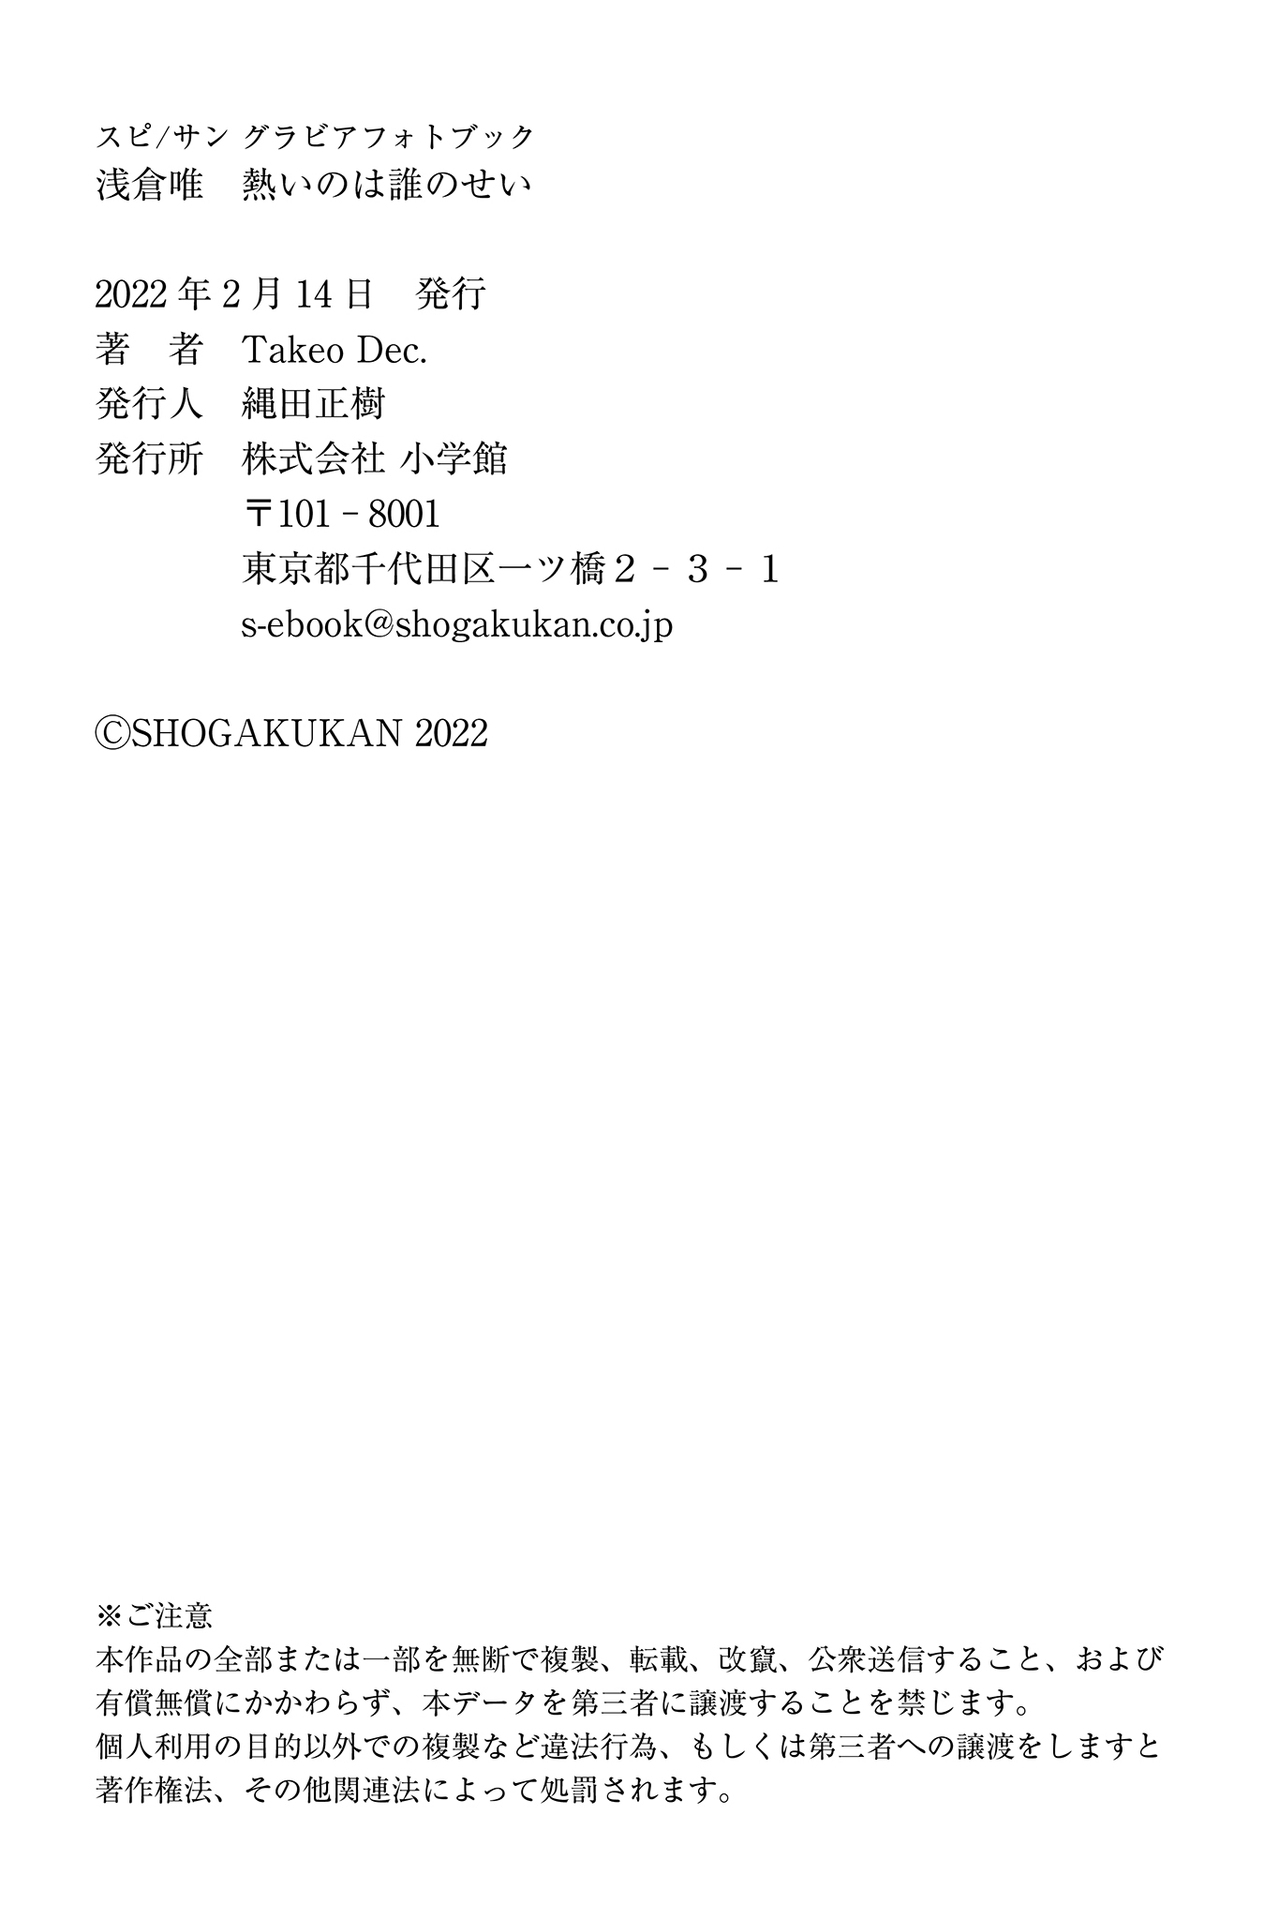 スピ/サン グラビアフォトブック
浅倉唯　熱いのは誰のせい
2022 年 2 月 14 日　発行
著　者　Takeo Dec.
発行人　縄田正樹
発行所　株式会社 小学館
〒101－8001
東京都千代田区一ツ橋２－３－１
s-ebook@shogakukan.co.jp
ⒸSHOGAKUKAN 2022
※ご注意
本作品の全部または一部を無断で複製、転載、改竄、公衆送信すること、および
有償無償にかかわらず、本データを第三者に譲渡することを禁じます。
個人利用の目的以外での複製など違法行為、もしくは第三者への譲渡をしますと
著作権法、その他関連法によって処罰されます。